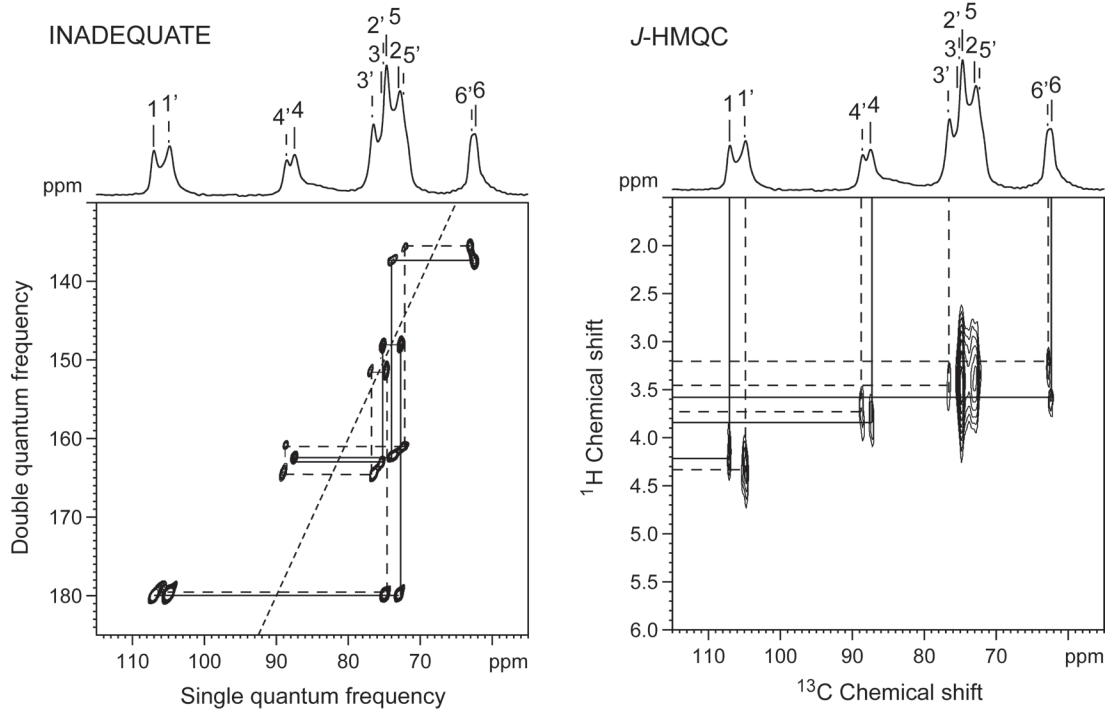 INADEQUATE
1 1' 4' 4 3' 3 2' 5 2 5' 6' 6
ppm
Double quantum frequency
140
150
160
170
180
110 100 90 80 70 ppm
Single quantum frequency
J-HMQC
1 1' 4' 4 3' 3 2' 5 2 5' 6' 6
ppm
1H Chemical shift
2.0
2.5
3.0
3.5
4.0
4.5
5.0
5.5
6.0
110 100 90 80 70 ppm
13C Chemical shift